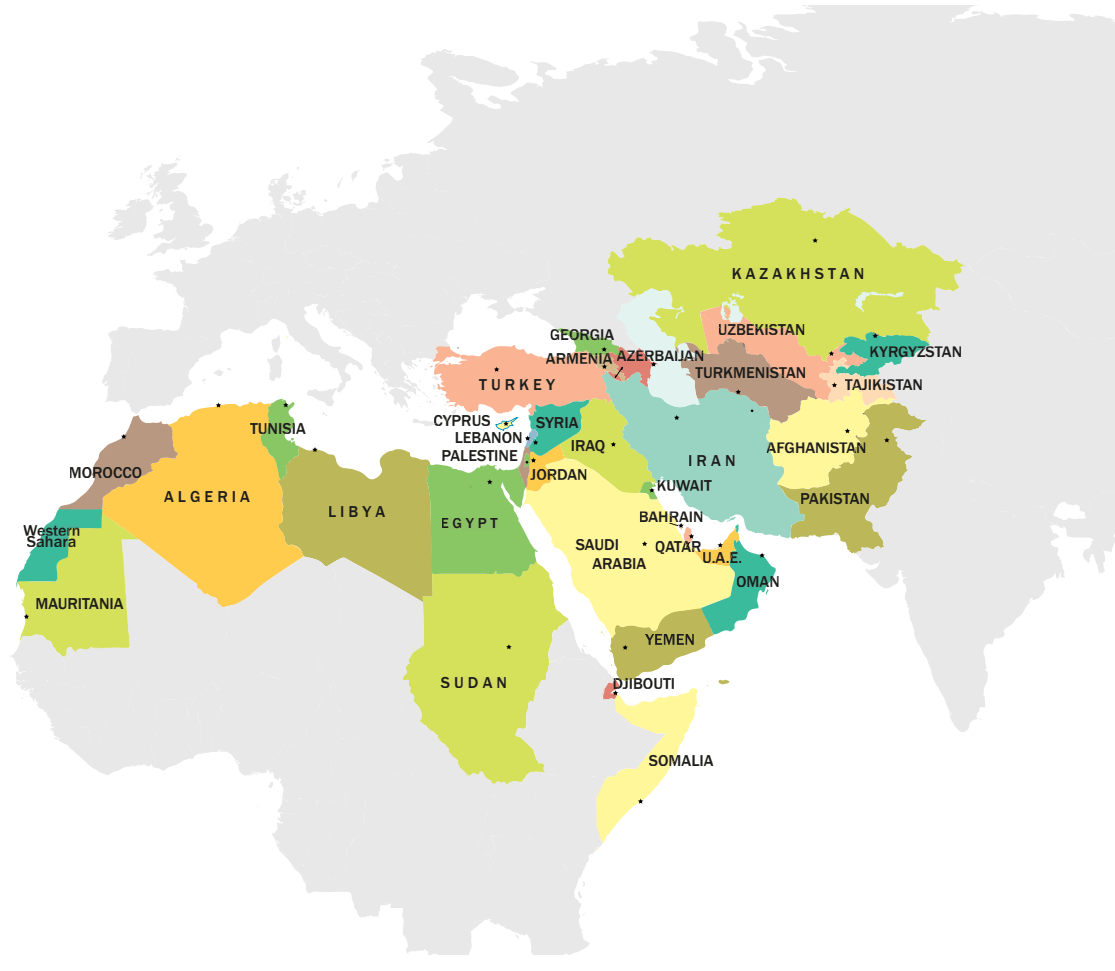 KAZAKHSTAN
UZBEKISTAN
GEORGIA
KYRGYZSTAN
ARMENIA
AZERBAIJAN
TURKMENISTAN
TURKEY
TAJIKISTAN
CYPRUS
SYRIA
TUNISIA
LEBANON
IRAQ
AFGHANISTAN
PALESTINE
IRAN
MOROCCO
JORDAN
KUWAIT
ALGERIA
PAKISTAN
LIBYA
BAHRAIN
EGYPT
Western
Sahara
SAUDI
ARABIA
QATAR
U.A.E.
OMAN
MAURITANIA
YEMEN
SUDAN
DJIBOUTI
SOMALIA